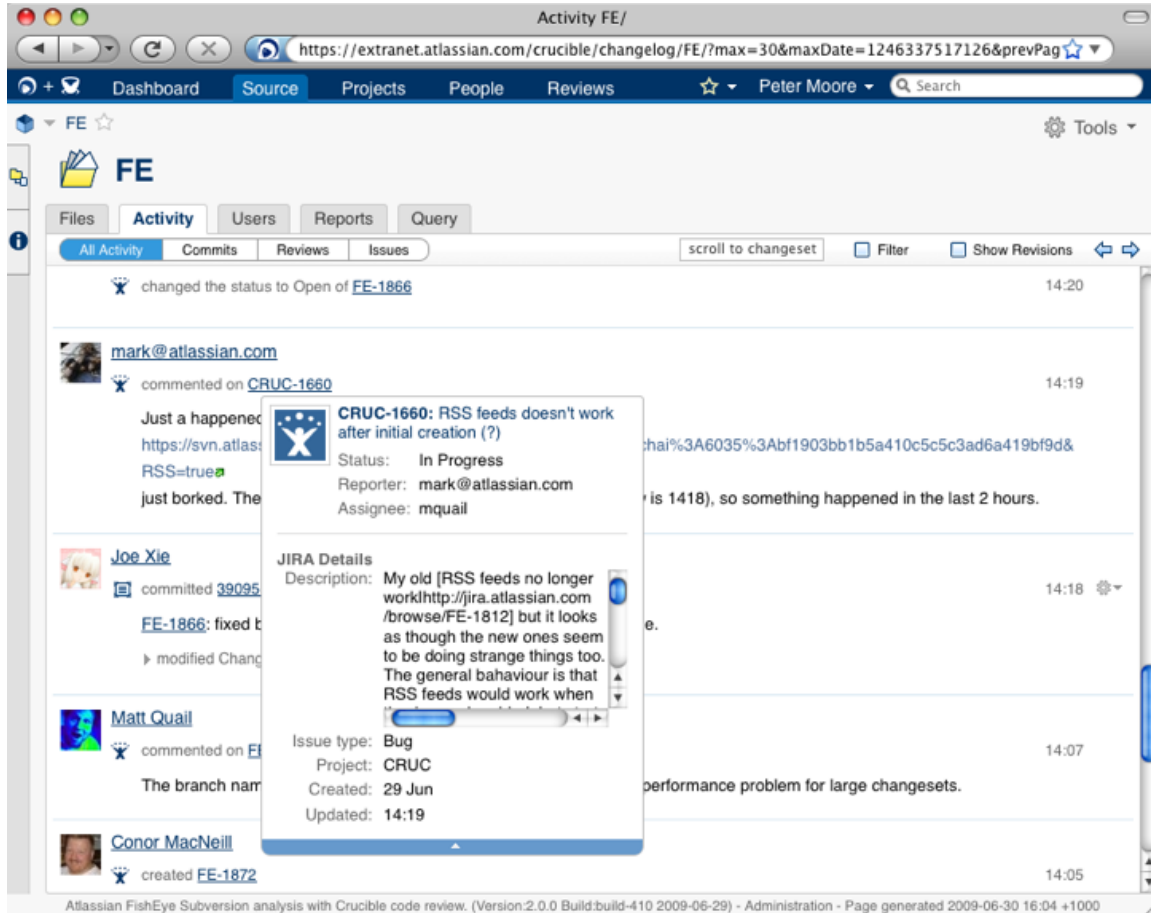 Activity FE/
https://extranet.atlassian.com/crucible/changelog/FE/?max=30&maxDate=1246337517126&prevPag
Dashboard Source Projects People Reviews Peter Moore Search
FE Tools
FE
Files Activity Users Reports Query
All Activity Commits Reviews Issues scroll to changeset Filter Show Revisions
changed the status to Open of FE-1866 14:20
mark@atlassian.com
commented on CRUC-1660 14:19
Just a happened
https://svn.atlass chai%3A6035%3Abf1903bb1b5a410c5c5c3ad6a419bf9d&
RSS=true
just borked. The is 1418), so something happened in the last 2 hours.
CRUC-1660: RSS feeds doesn't work
after initial creation (?)
Status: In Progress
Reporter: mark@atlassian.com
Assignee: mquail
JIRA Details
Description: My old [RSS feeds no longer
work|http://jira.atlassian.com
/browse/FE-1812] but it looks
as though the new ones seem
to be doing strange things too.
The general bahaviour is that
RSS feeds would work when
Issue type: Bug
Project: CRUC
Created: 29 Jun
Updated: 14:19
Joe Xie
committed 39095 14:18
FE-1866: fixed b e.
modified Chang
Matt Quail
commented on FE 14:07
The branch nam performance problem for large changesets.
Conor MacNeill
created FE-1872 14:05
Atlassian FishEye Subversion analysis with Crucible code review. (Version:2.0.0 Build:build-410 2009-06-29) - Administration - Page generated 2009-06-30 16:04 +1000